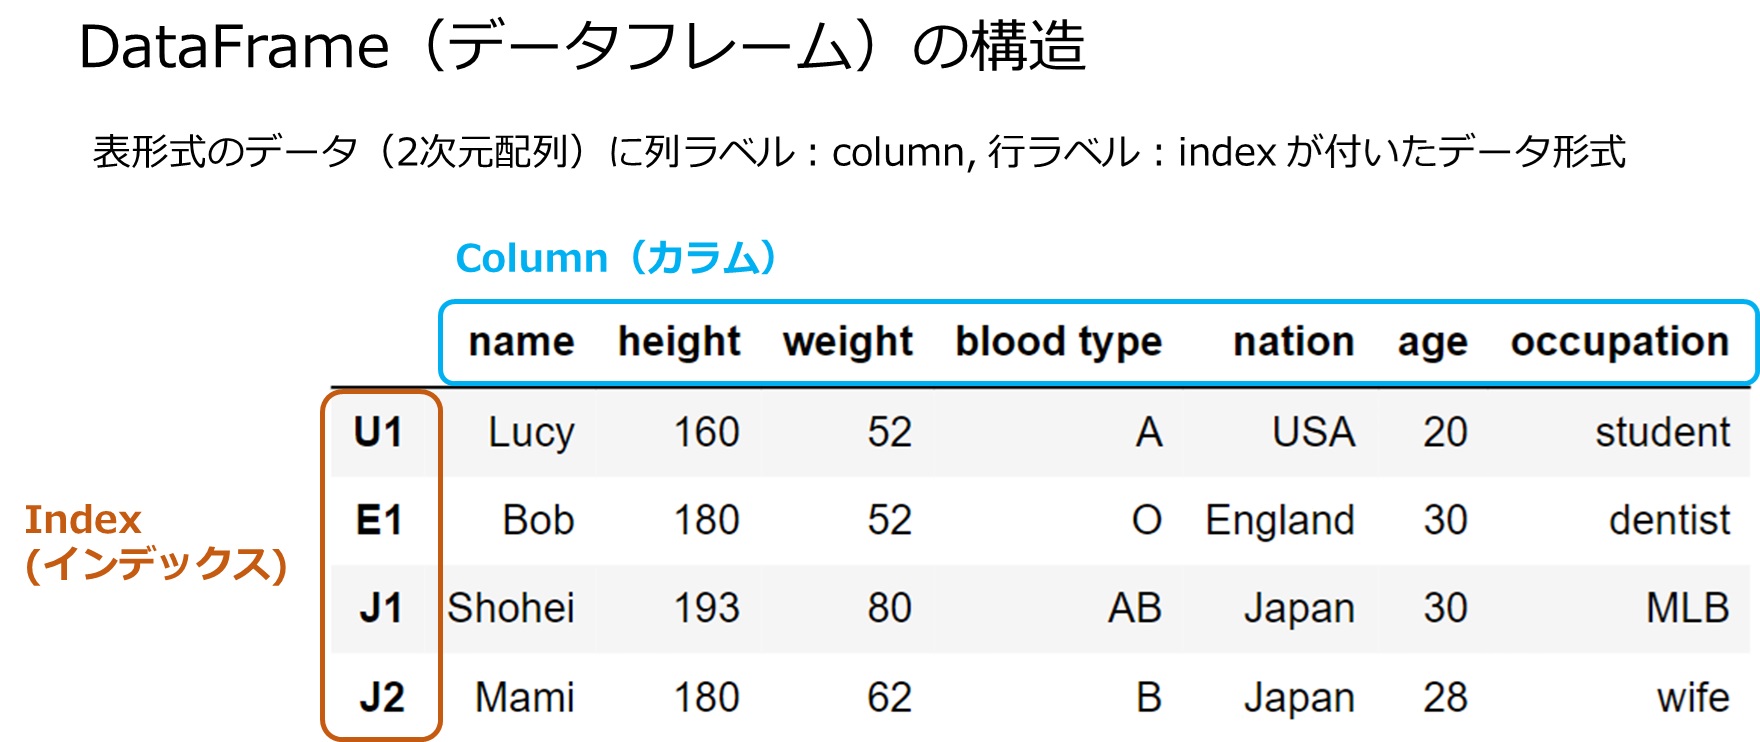 DataFrame（データフレーム）の構造
表形式のデータ（2次元配列）に列ラベル：column, 行ラベル：index が付いたデータ形式
Column（カラム）
name height weight blood type nation age occupation
U1 Lucy 160 52 A USA 20 student
Index
(インデックス)
E1 Bob 180 52 O England 30 dentist
J1 Shohei 193 80 AB Japan 30 MLB
J2 Mami 180 62 B Japan 28 wife